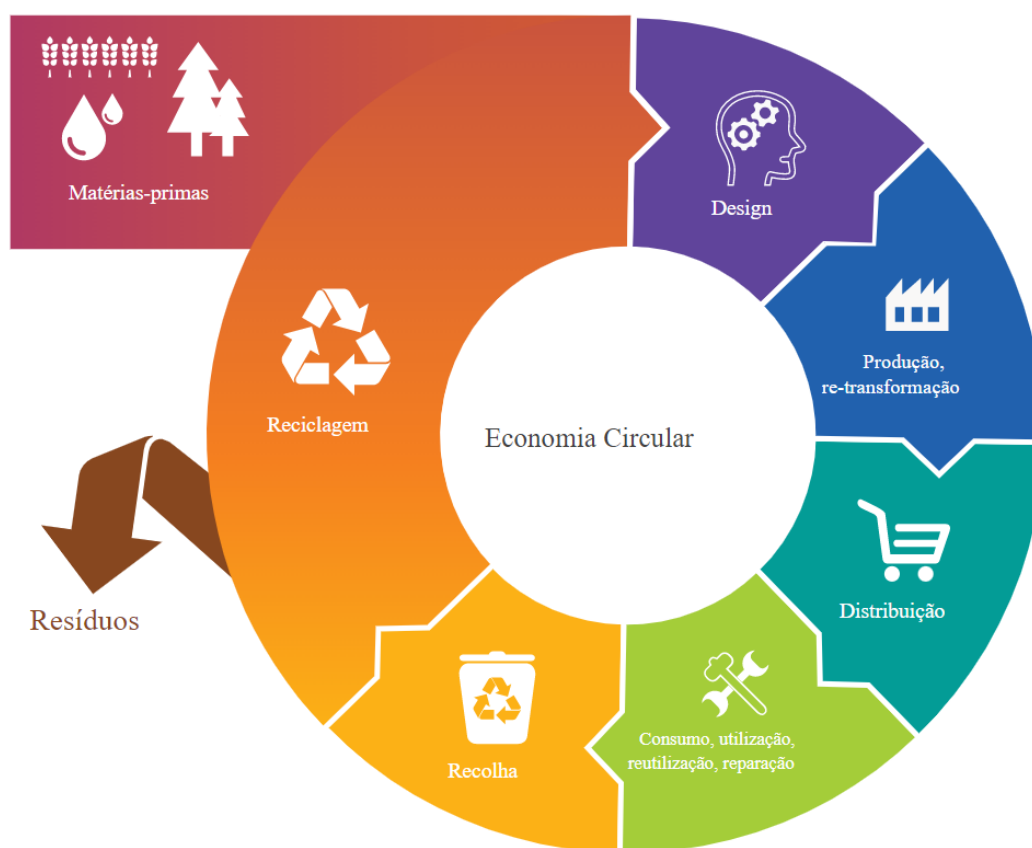 Matérias-primas
Design
Produção,
re-transformação
Distribuição
Consumo, utilização,
reutilização, reparação
Recolha
Reciclagem
Economia Circular
Resíduos